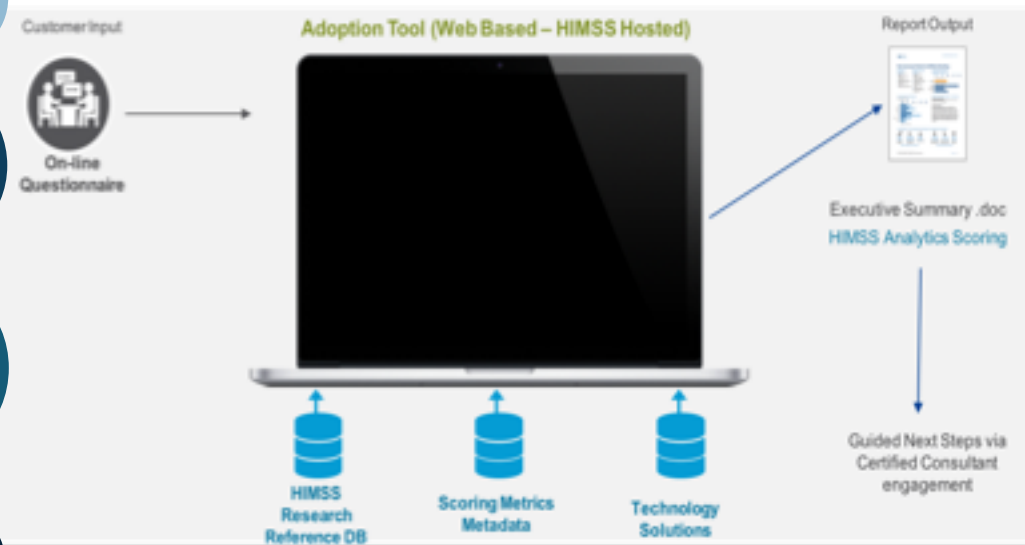 Customer Input
Adoption Tool (Web Based – HIMSS Hosted)
Report Output
On-line
Questionnaire
Executive Summary .doc
HIMSS Analytics Scoring
Guided Next Steps via
Certified Consultant
engagement
HIMSS
Research
Reference DB
Scoring Metrics
Metadata
Technology
Solutions